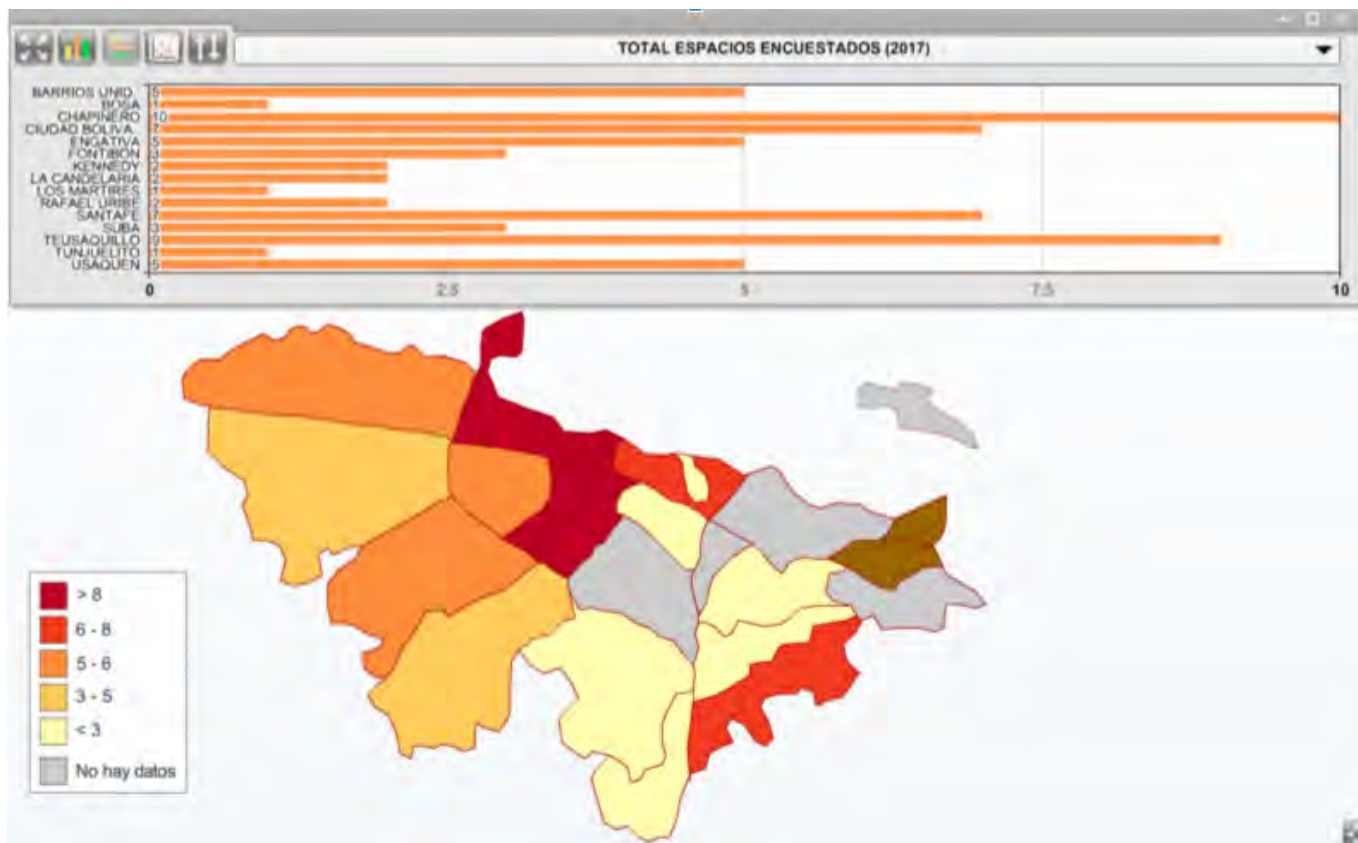 TOTAL ESPACIOS ENCUESTADOS (2017)
BARRIOS UNID... 5
BOSA 1
CHAPINERO 10
CIUDAD BOLIVA... 7
ENGATIVA 5
FONTIBON 3
KENNEDY 2
LA CANDELARIA 2
LOS MARTIRES 1
RAFAEL URIBE 2
SANTAFE 7
SUBA 3
TEUSAQUILLO 9
TUNJUELITO 1
USAQUEN 5
0 2.5 5 7.5 10
> 8
6 - 8
5 - 6
3 - 5
< 3
No hay datos